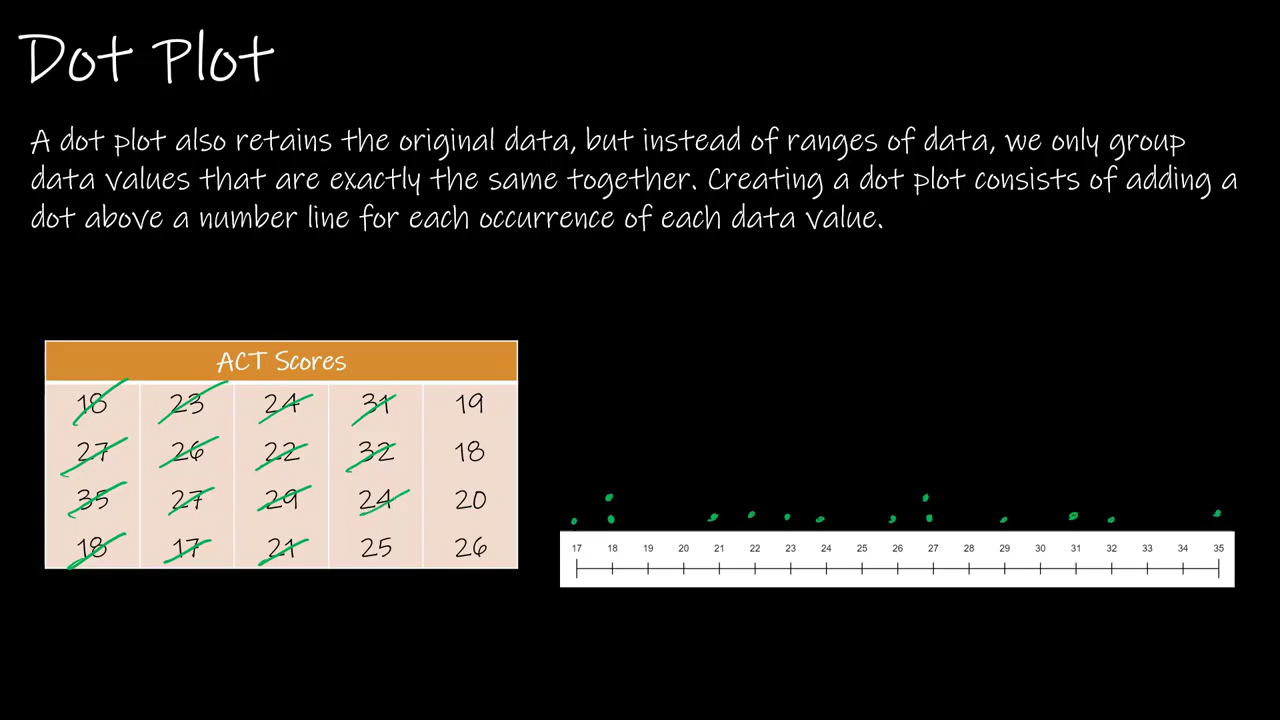 Dot Plot
A dot plot also retains the original data, but instead of ranges of data, we only group
data values that are exactly the same together. Creating a dot plot consists of adding a
dot above a number line for each occurrence of each data value.
ACT Scores
18 23 24 31 19
27 26 22 32 18
35 27 29 24 20
18 17 21 25 26
17 18 19 20 21 22 23 24 25 26 27 28 29 30 31 32 33 34 35